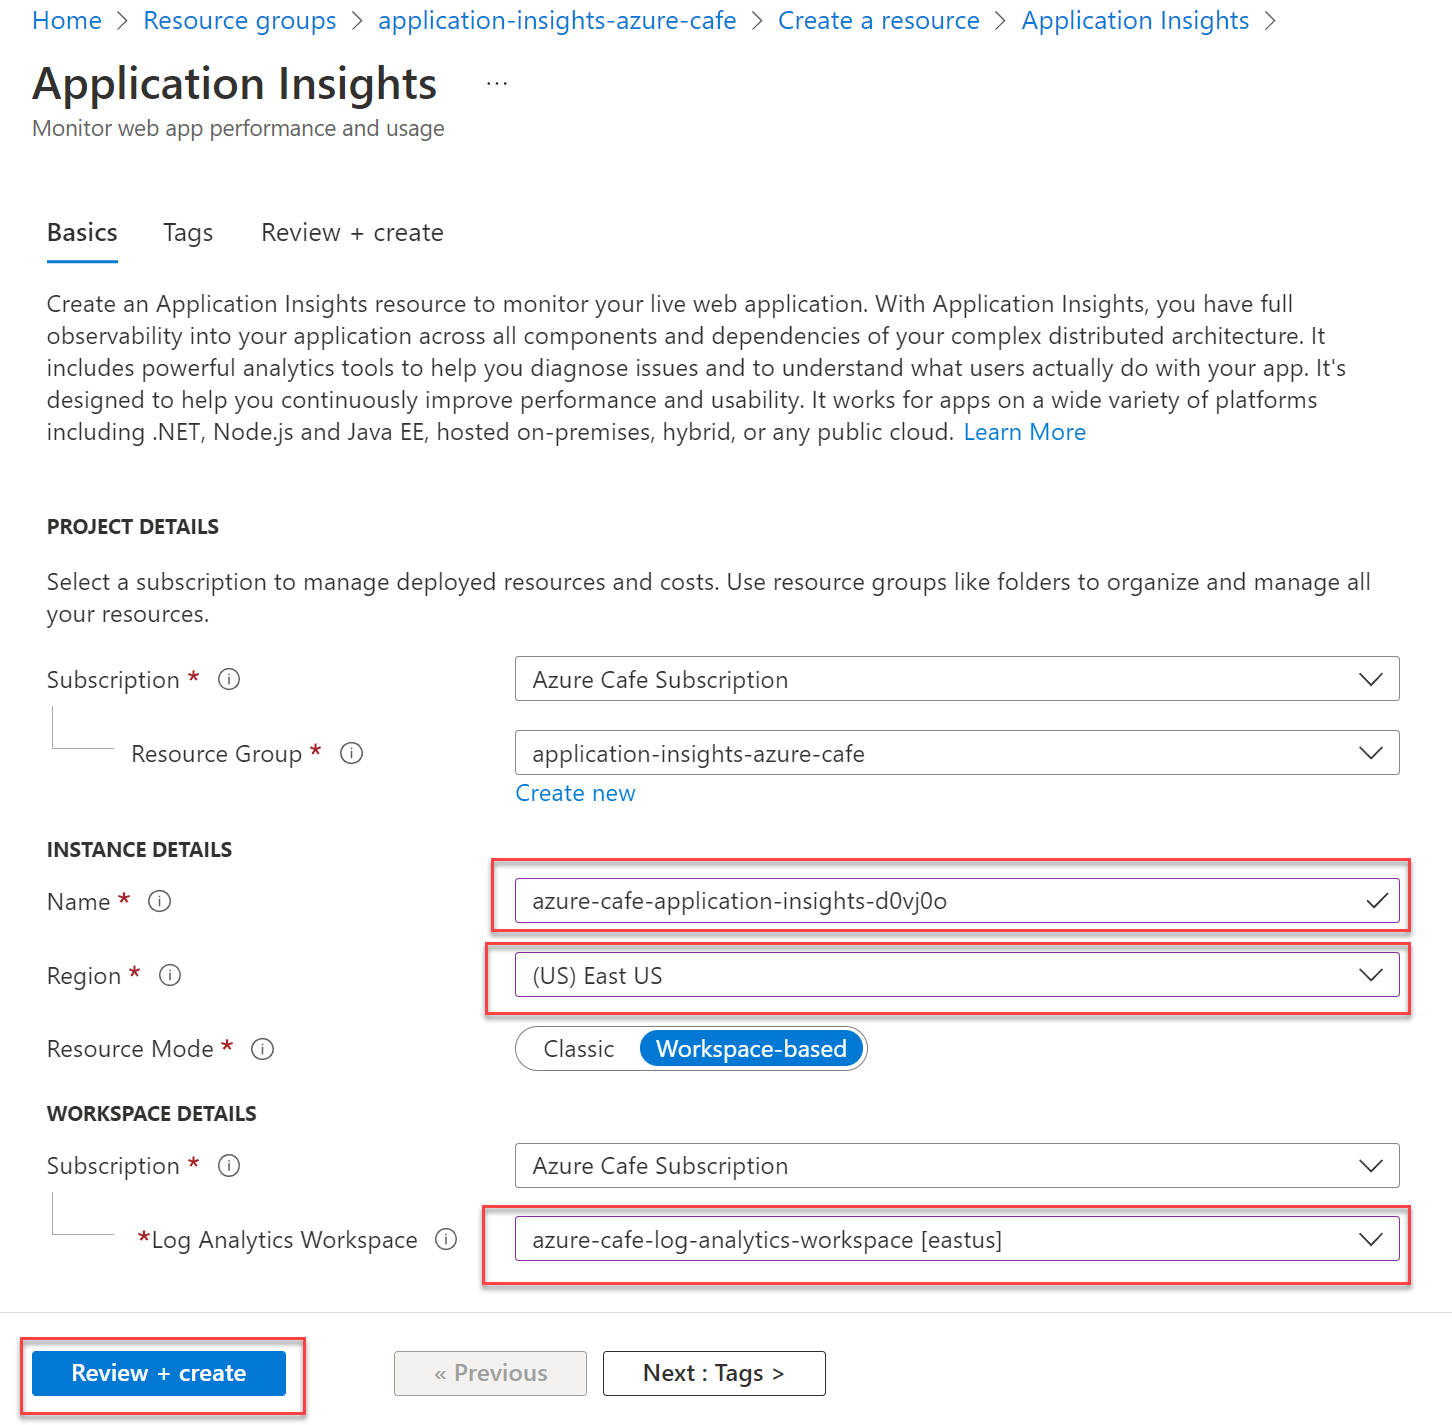 Home > Resource groups > application-insights-azure-cafe > Create a resource > Application Insights >
Application Insights ...
Monitor web app performance and usage
Basics Tags Review + create
Create an Application Insights resource to monitor your live web application. With Application Insights, you have full
observability into your application across all components and dependencies of your complex distributed architecture. It
includes powerful analytics tools to help you diagnose issues and to understand what users actually do with your app. It's
designed to help you continuously improve performance and usability. It works for apps on a wide variety of platforms
including .NET, Node.js and Java EE, hosted on-premises, hybrid, or any public cloud. Learn More
PROJECT DETAILS
Select a subscription to manage deployed resources and costs. Use resource groups like folders to organize and manage all
your resources.
Subscription * Azure Cafe Subscription
Resource Group * application-insights-azure-cafe
Create new
INSTANCE DETAILS
Name * azure-cafe-application-insights-d0vj0o
Region * (US) East US
Resource Mode * Classic Workspace-based
WORKSPACE DETAILS
Subscription * Azure Cafe Subscription
*Log Analytics Workspace azure-cafe-log-analytics-workspace [eastus]
Review + create « Previous Next : Tags >